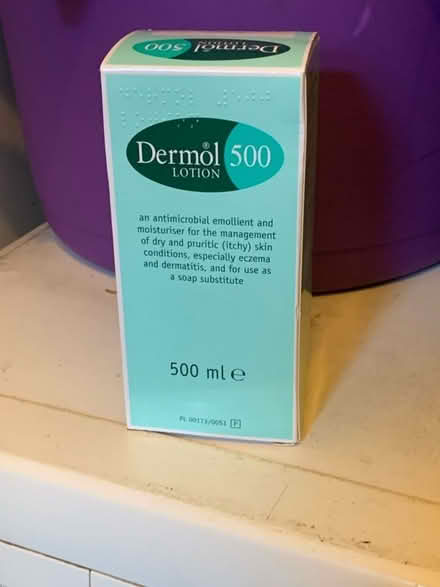 Dermol LOTION 500
Dermol® 500
LOTION
an antimicrobial emollient and
moisturiser for the management
of dry and pruritic (itchy) skin
conditions, especially eczema
and dermatitis, and for use as
a soap substitute
500 ml e
PL 00173/0051 P